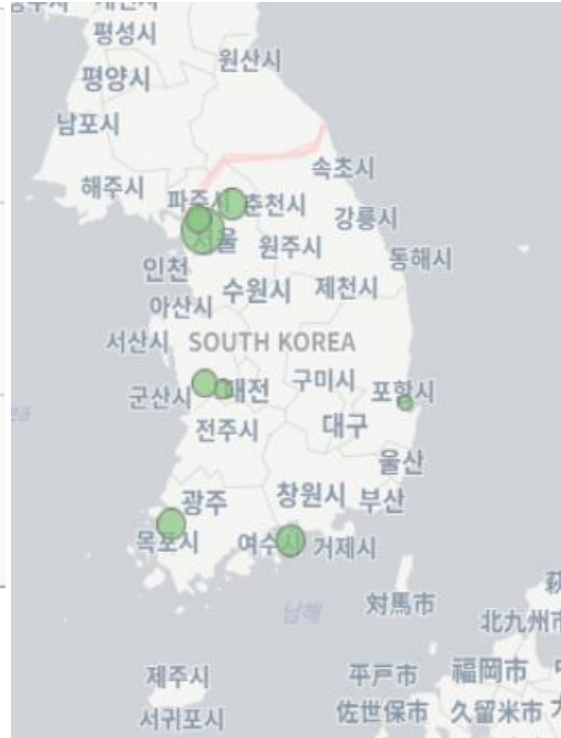 평성시
원산시
평양시
남포시
속초시
해주시
파주시
춘천시
강릉시
서울
원주시
동해시
인천
수원시
제천시
아산시
서산시
SOUTH KOREA
구미시
포항시
군산시
대전
전주시
대구
울산
광주
창원시
부산
목포시
여수시
거제시
남해
対馬市
北九州市
제주시
平戸市
福岡市
서귀포시
佐世保市
久留米市